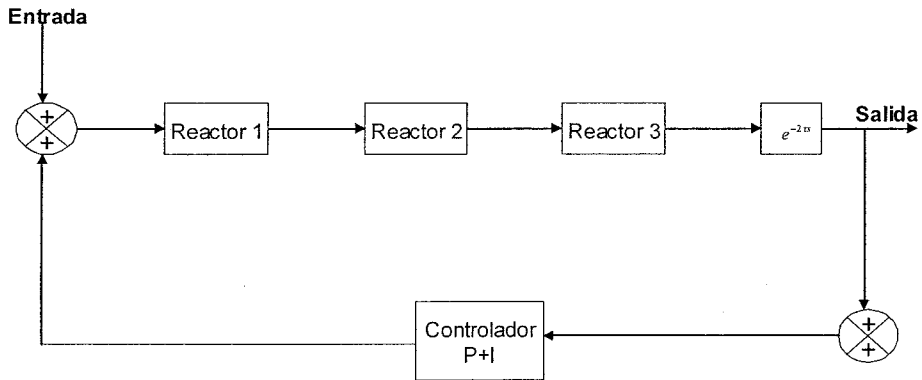 Entrada
+
+
Reactor 1
Reactor 2
Reactor 3
e^{-2τs}
Salida
Controlador
P+I
+
+